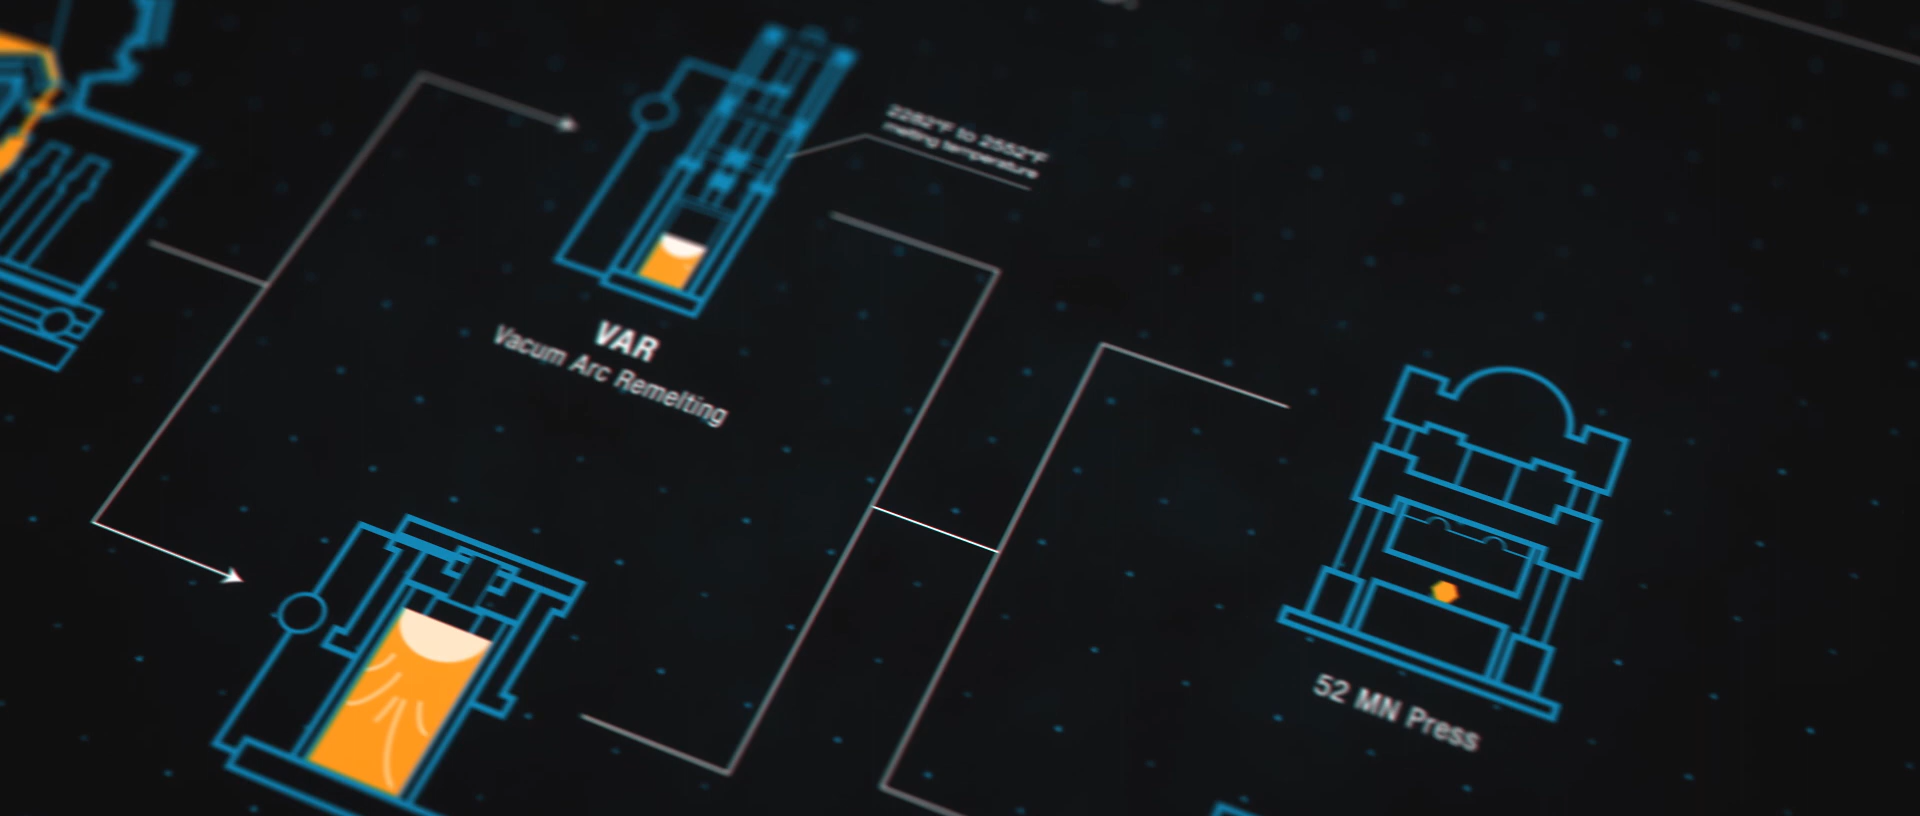 2282°F to 2552°F
melting temperature
VAR
Vacum Arc Remelting
52 MN Press